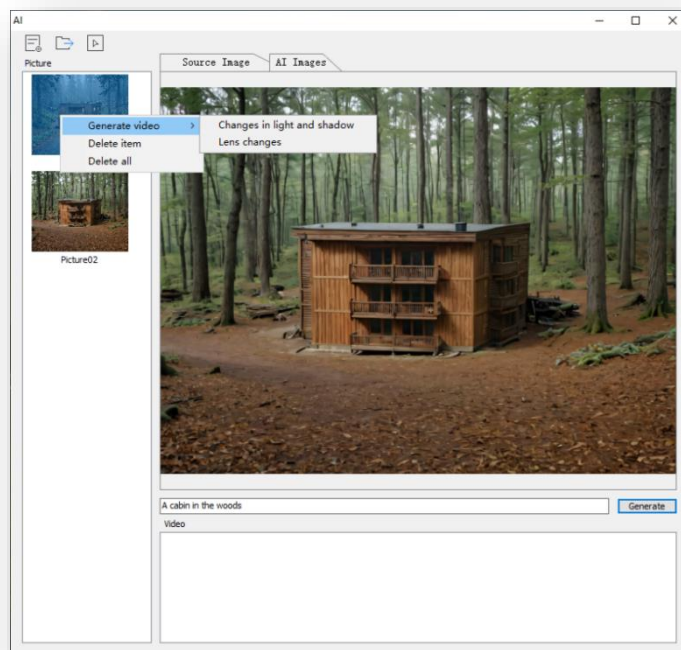 AI
Picture
Source Image
AI Images
Generate video
Changes in light and shadow
Delete item
Lens changes
Delete all
Picture02
A cabin in the woods
Generate
Video